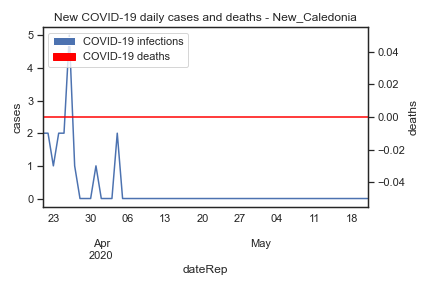 New COVID-19 daily cases and deaths - New_Caledonia
COVID-19 infections
COVID-19 deaths
cases
5
4
3
2
1
0
deaths
0.04
0.02
0.00
−0.02
−0.04
23 30 06 13 20 27 04 11 18
Apr May
2020
dateRep